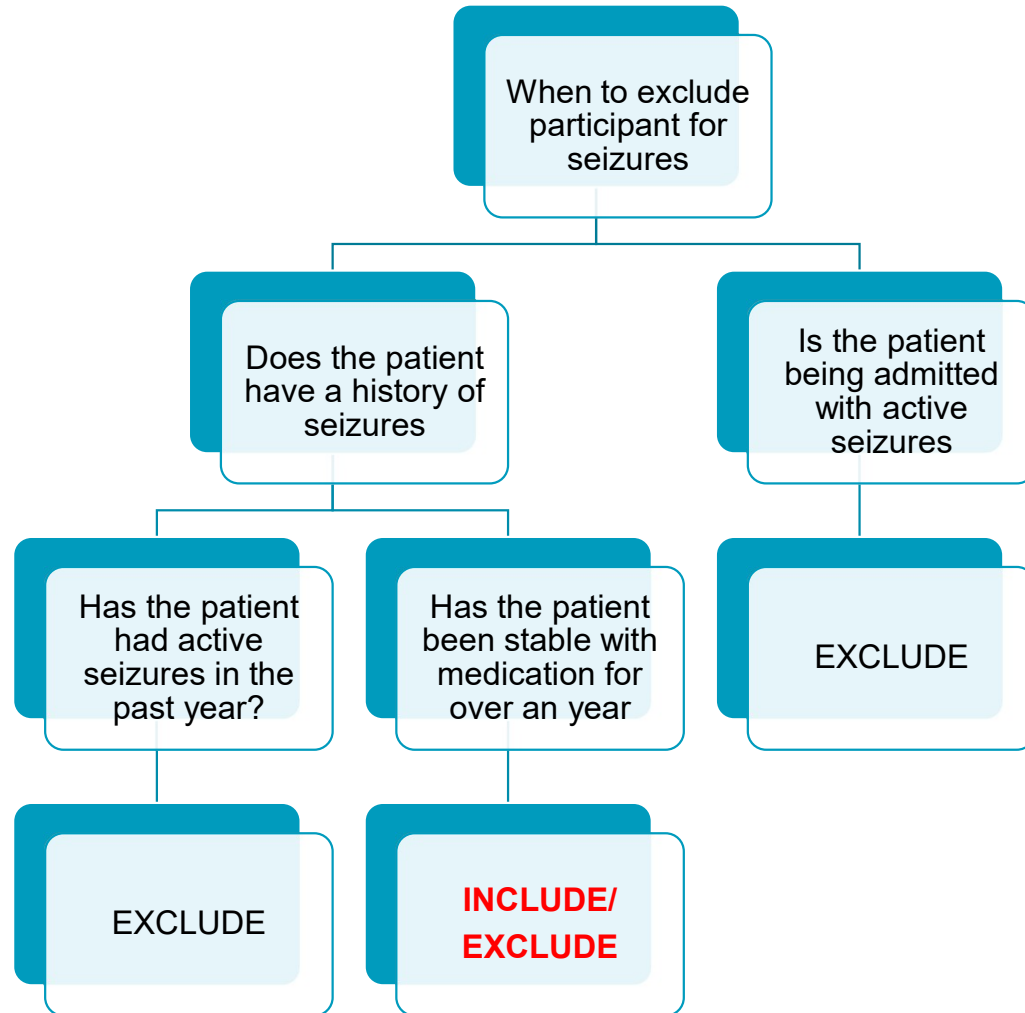 When to exclude
participant for
seizures
Does the patient
have a history of
seizures
Is the patient
being admitted
with active
seizures
Has the patient
had active
seizures in the
past year?
Has the patient
been stable with
medication for
over an year
EXCLUDE
EXCLUDE
INCLUDE/
EXCLUDE